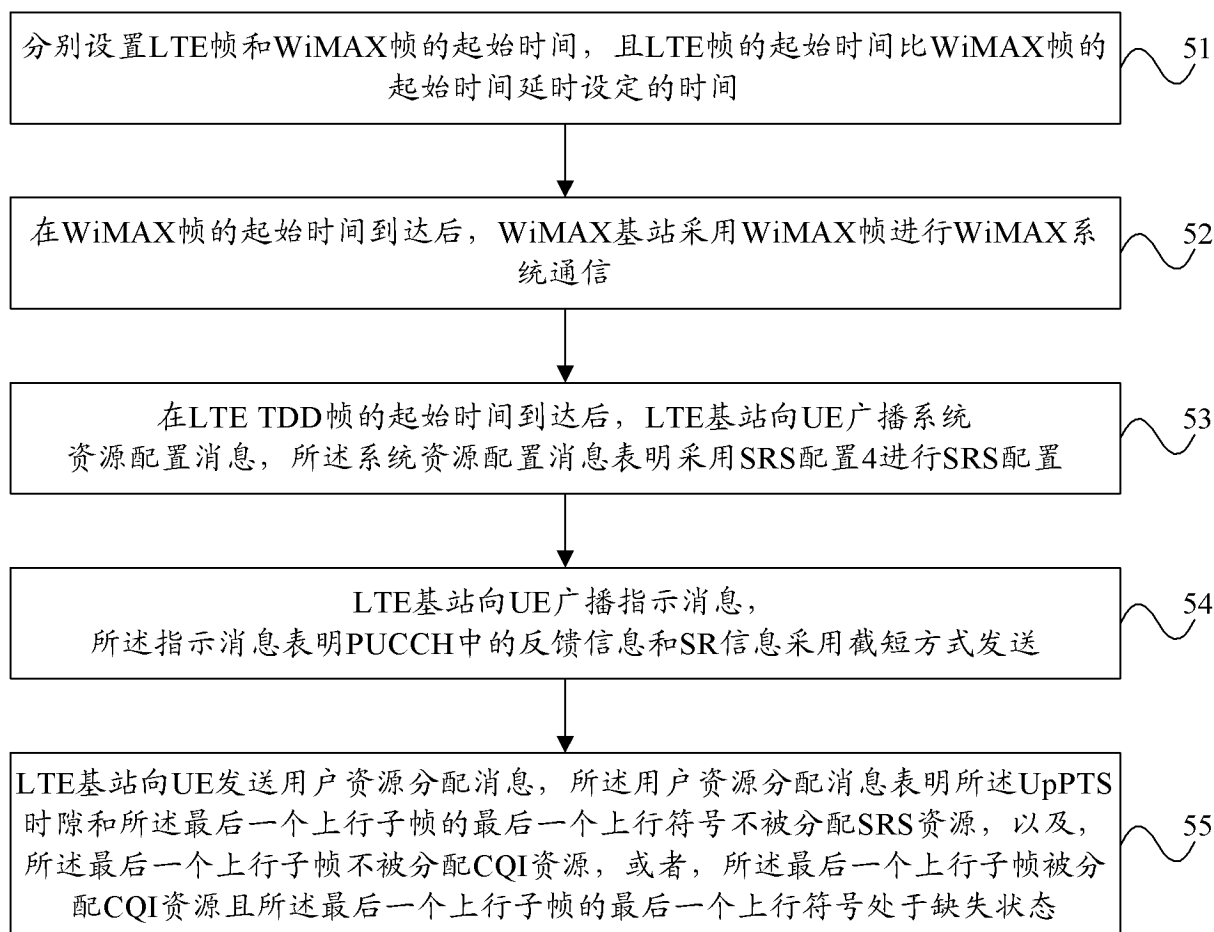 分别设置LTE帧和WiMAX帧的起始时间，且LTE帧的起始时间比WiMAX帧的
起始时间延时设定的时间
51
在WiMAX帧的起始时间到达后，WiMAX基站采用WiMAX帧进行WiMAX系
统通信
52
在LTE TDD帧的起始时间到达后，LTE基站向UE广播系统
资源配置消息，所述系统资源配置消息表明采用SRS配置4进行SRS配置
53
LTE基站向UE广播指示消息，
所述指示消息表明PUCCH中的反馈信息和SR信息采用截短方式发送
54
LTE基站向UE发送用户资源分配消息，所述用户资源分配消息表明所述UpPTS
时隙和所述最后一个上行子帧的最后一个上行符号不被分配SRS资源，以及，
所述最后一个上行子帧不被分配CQI资源，或者，所述最后一个上行子帧被分
配CQI资源且所述最后一个上行子帧的最后一个上行符号处于缺失状态
55